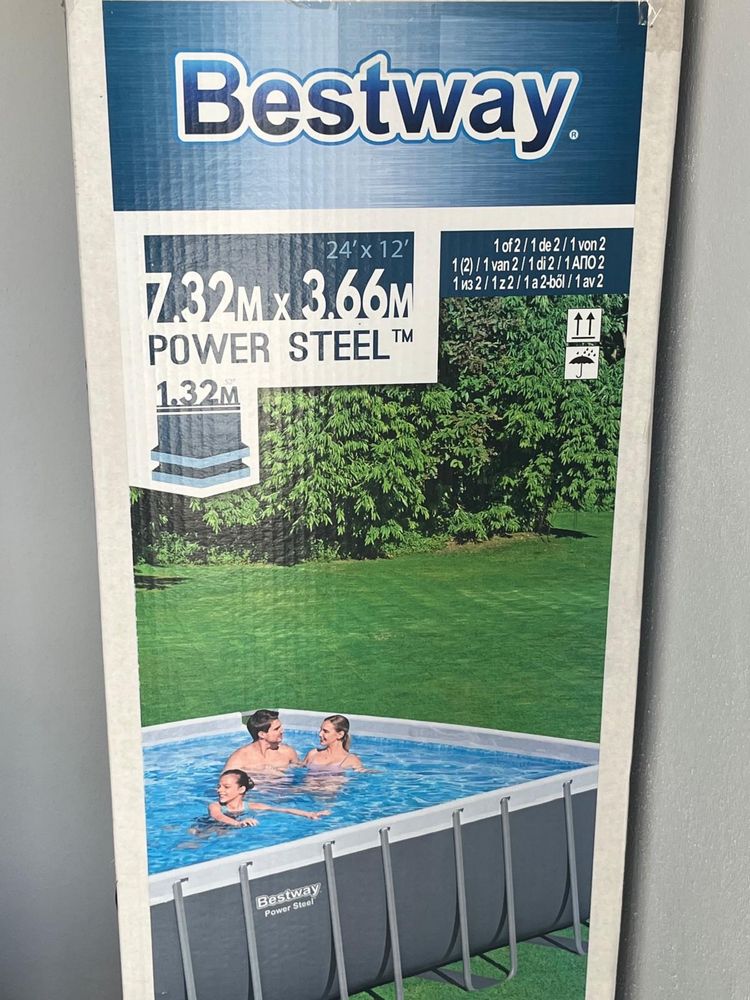 Bestway®
24' x 12'
7.32M x 3.66M
POWER STEEL™
1.32M
1 of 2 / 1 de 2 / 1 von 2
1 (2) / 1 van 2 / 1 di 2 / 1 ΑΠΟ 2
1 из 2 / 1 z 2 / 1 a 2-ből / 1 av 2
Bestway
Power Steel